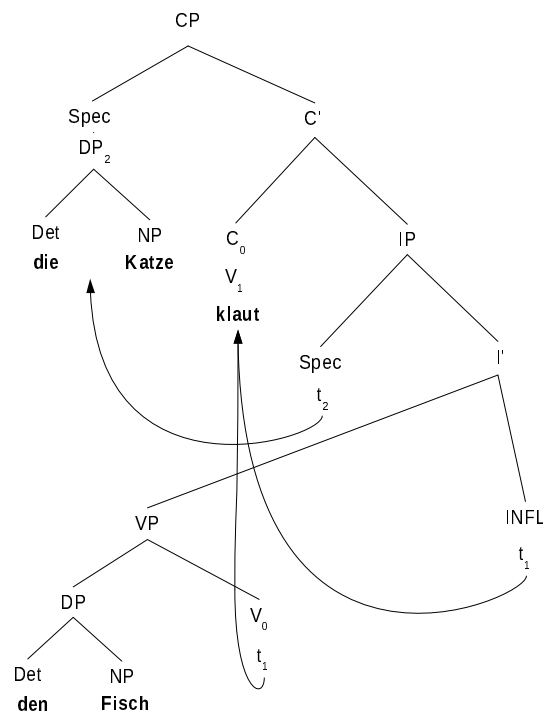 CP
Spec C'
DP2
Det NP C0 IP
die Katze
V1
klaut
Spec I'
t2
VP INFL
t1
DP V0
t1
Det NP
den Fisch